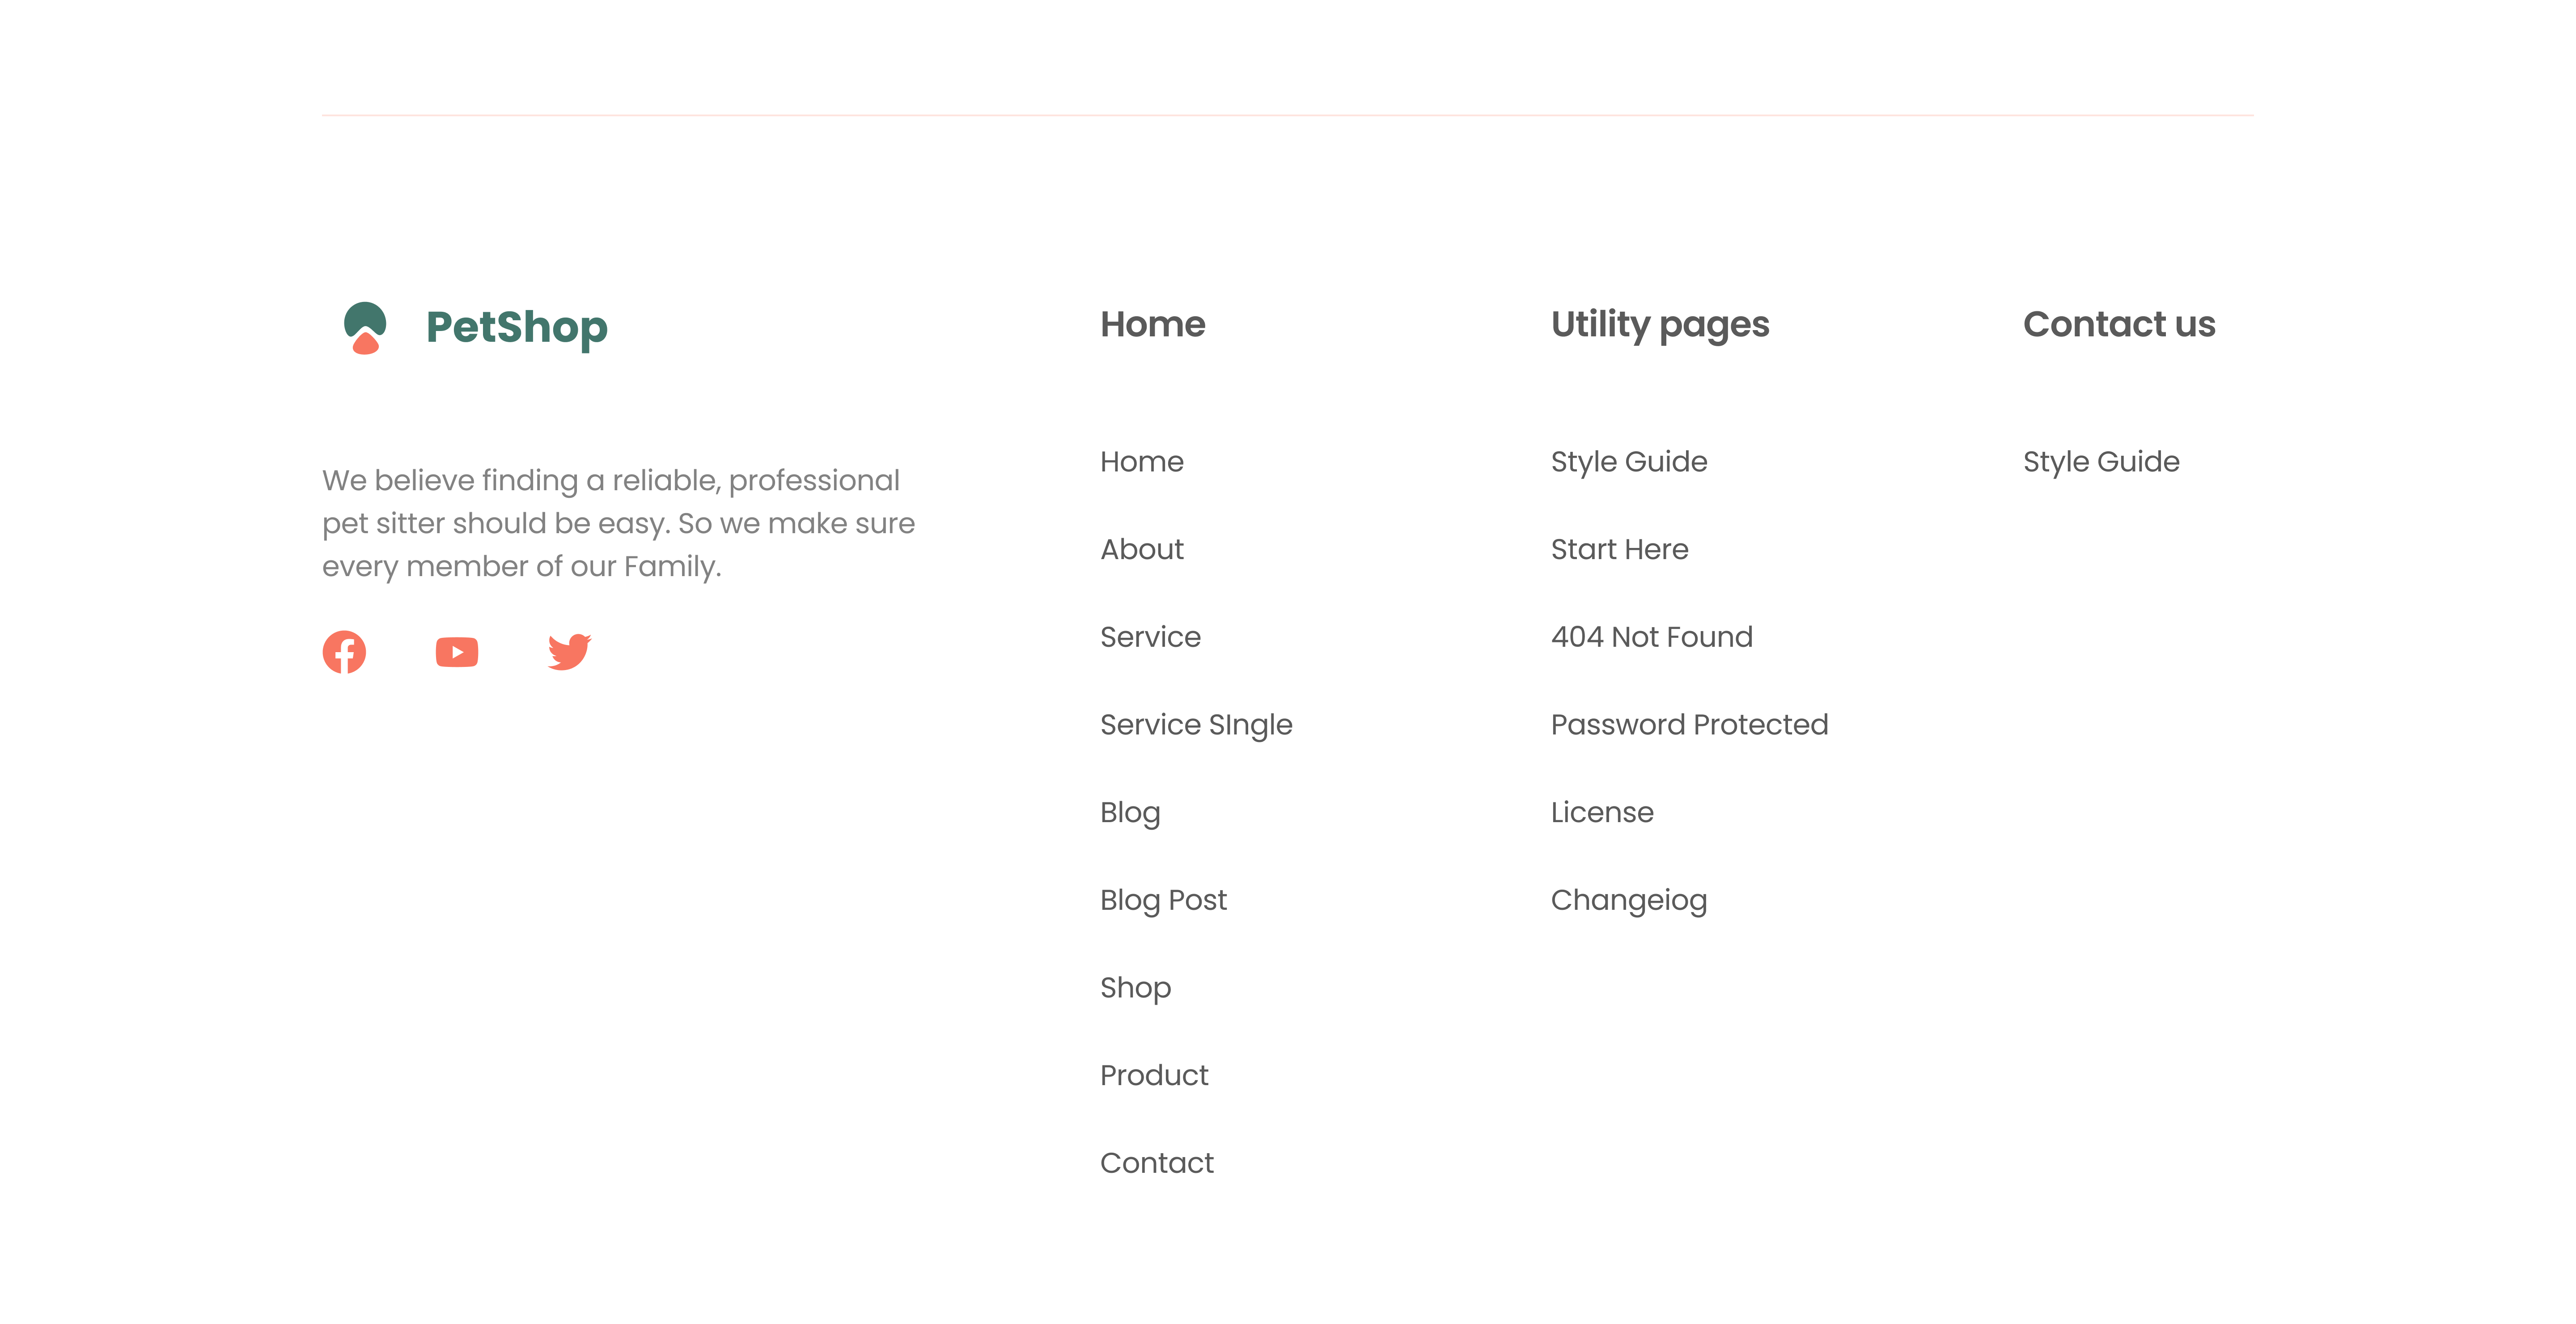 PetShop
We believe finding a reliable, professional
pet sitter should be easy. So we make sure
every member of our Family.
Home
Home
About
Service
Service SIngle
Blog
Blog Post
Shop
Product
Contact
Utility pages
Style Guide
Start Here
404 Not Found
Password Protected
License
Changeiog
Contact us
Style Guide